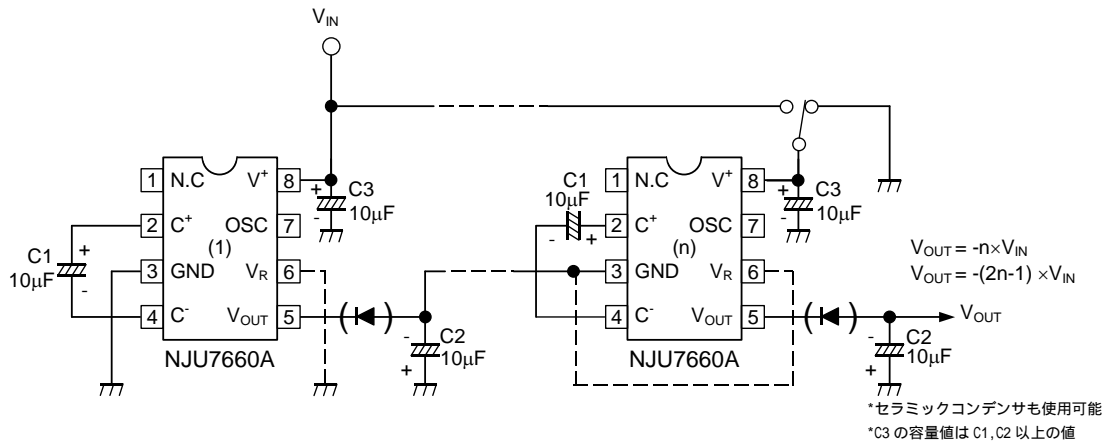 VIN
1 N.C V+ 8
2 C+ OSC 7
(1)
3 GND VR 6
4 C- VOUT 5
NJU7660A
C1
10µF
+
-
+
-
C3
10µF
( )
-
+
C2
10µF
C1
10µF
-
+
1 N.C V+ 8
2 C+ OSC 7
(n)
3 GND VR 6
4 C- VOUT 5
NJU7660A
+
-
C3
10µF
( )
-
+
C2
10µF
VOUT = -n×VIN
VOUT = -(2n-1) ×VIN
VOUT
*セラミックコンデンサも使用可能
*C3 の容量値は C1,C2 以上の値